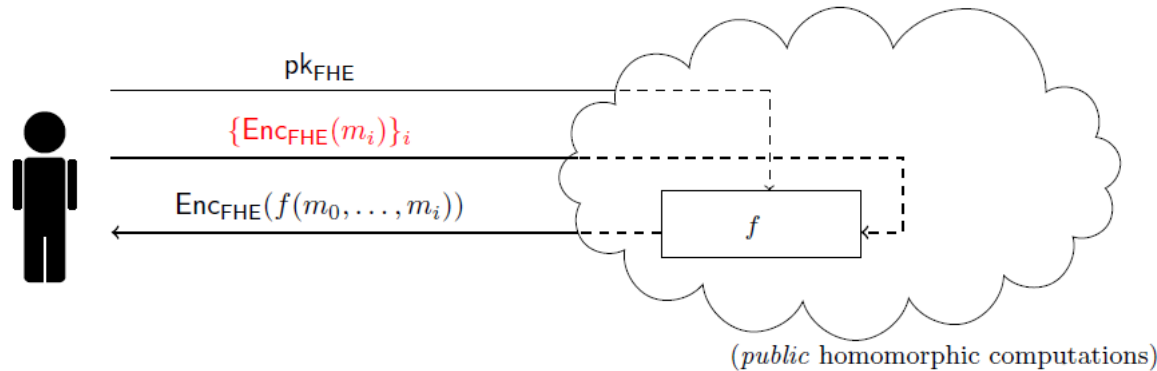 pk_FHE
{Enc_FHE(m_i)}_i
Enc_FHE(f(m_0, . . . , m_i))
f
(public homomorphic computations)